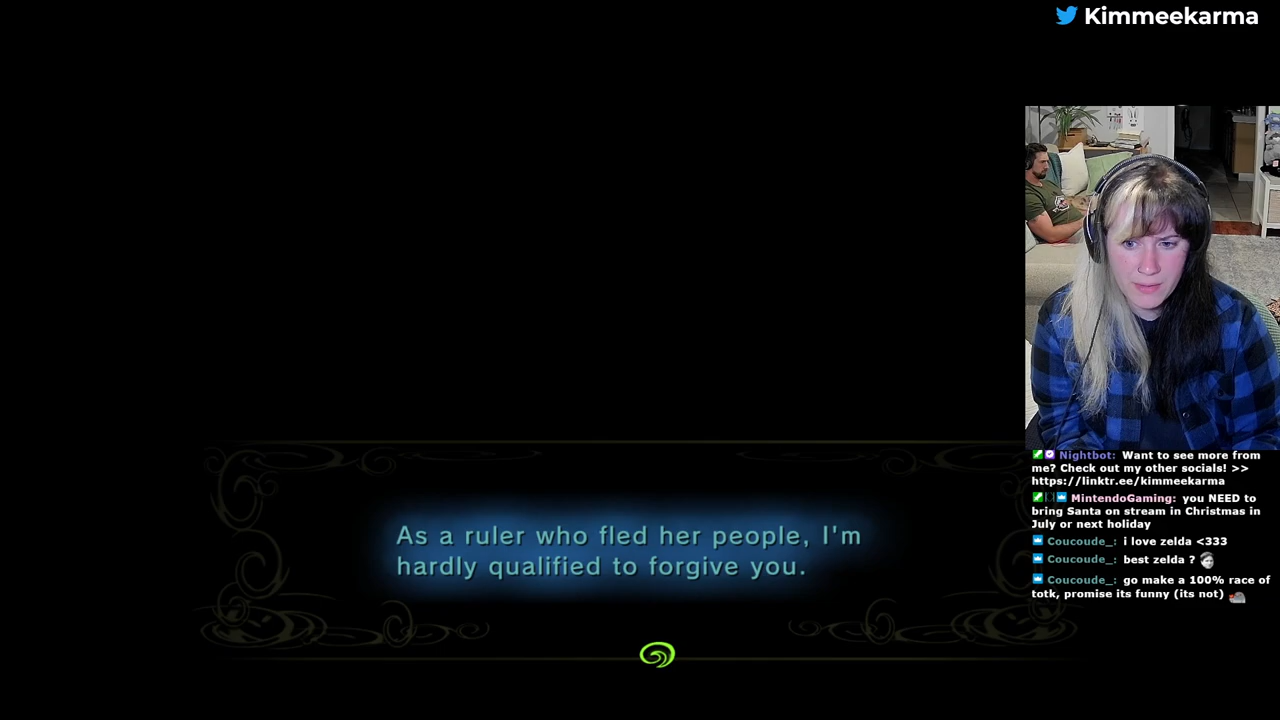 Kimmeekarma
Nightbot: Want to see more from
me? Check out my other socials! >>
https://linktr.ee/kimmeekarma
MintendoGaming: you NEED to
bring Santa on stream in Christmas in
July or next holiday
Coucoude_: i love zelda <333
Coucoude_: best zelda ?
Coucoude_: go make a 100% race of
totk, promise its funny (its not)
As a ruler who fled her people, I'm
hardly qualified to forgive you.